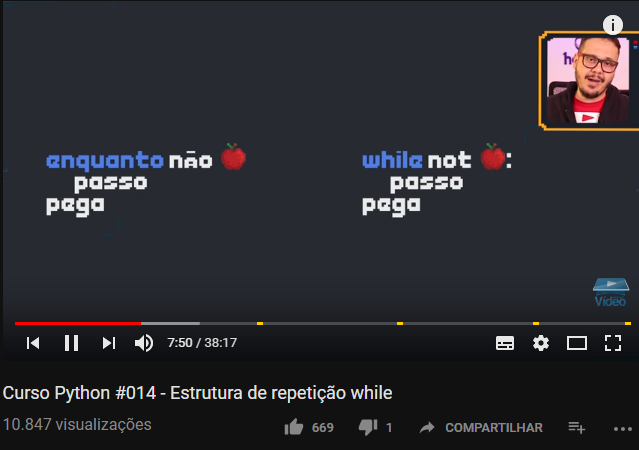 enquanto não 🍎
passo
pega
while not 🍎:
passo
pega
Vídeo
7:50 / 38:17
Curso Python #014 - Estrutura de repetição while
10.847 visualizações
669
1
COMPARTILHAR